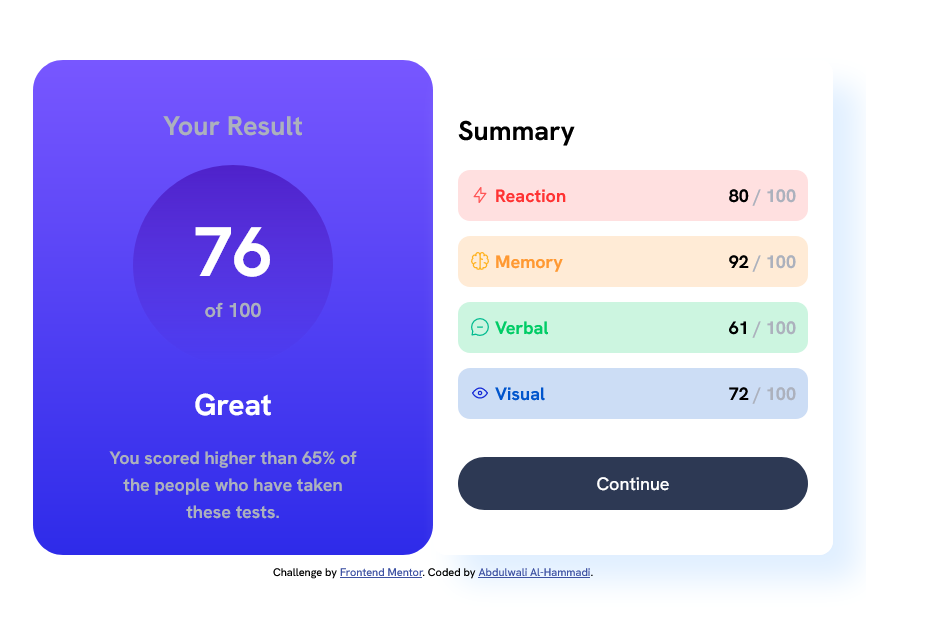 Your Result
76
of 100
Great
You scored higher than 65% of
the people who have taken
these tests.
Summary
Reaction 80 / 100
Memory 92 / 100
Verbal 61 / 100
Visual 72 / 100
Continue
Challenge by Frontend Mentor. Coded by Abdulwali Al-Hammadi.